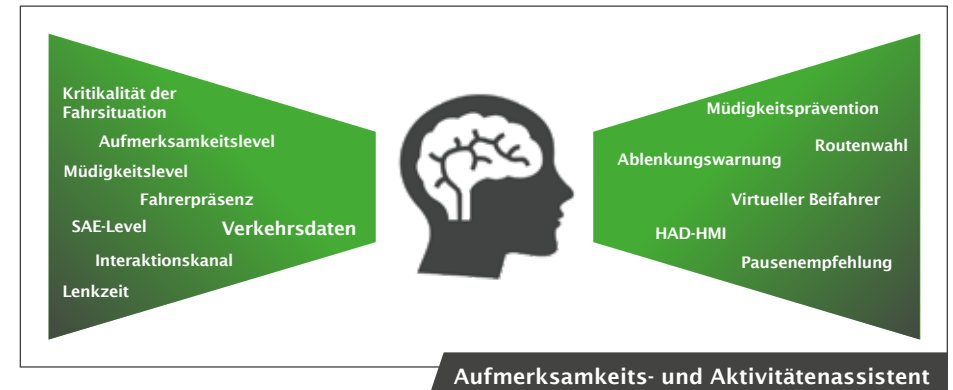 Kritikalität der
Fahrsituation
Aufmerksamkeitslevel
Müdigkeitslevel
Fahrerpräsenz
SAE-Level
Verkehrsdaten
Interaktionskanal
Lenkzeit
Müdigkeitsprävention
Routenwahl
Ablenkungswarnung
Virtueller Beifahrer
HAD-HMI
Pausenempfehlung
Aufmerksamkeits- und Aktivitätenassistent